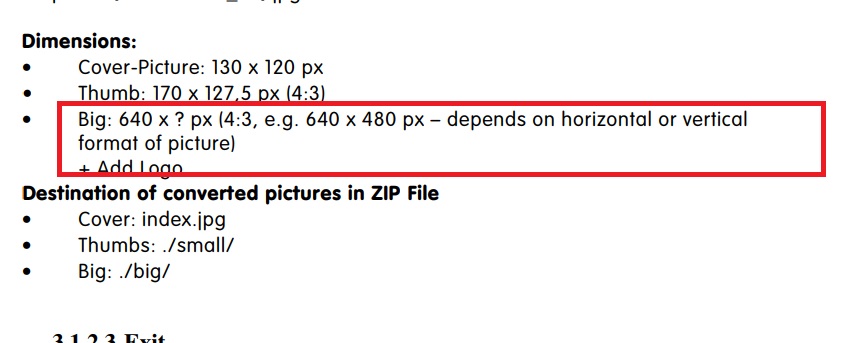 Dimensions:
• Cover-Picture: 130 x 120 px
• Thumb: 170 x 127,5 px (4:3)
• Big: 640 x ? px (4:3, e.g. 640 x 480 px – depends on horizontal or vertical
format of picture)
+ Add Logo
Destination of converted pictures in ZIP File
• Cover: index.jpg
• Thumbs: ./small/
• Big: ./big/
3.1.2.3 Exit